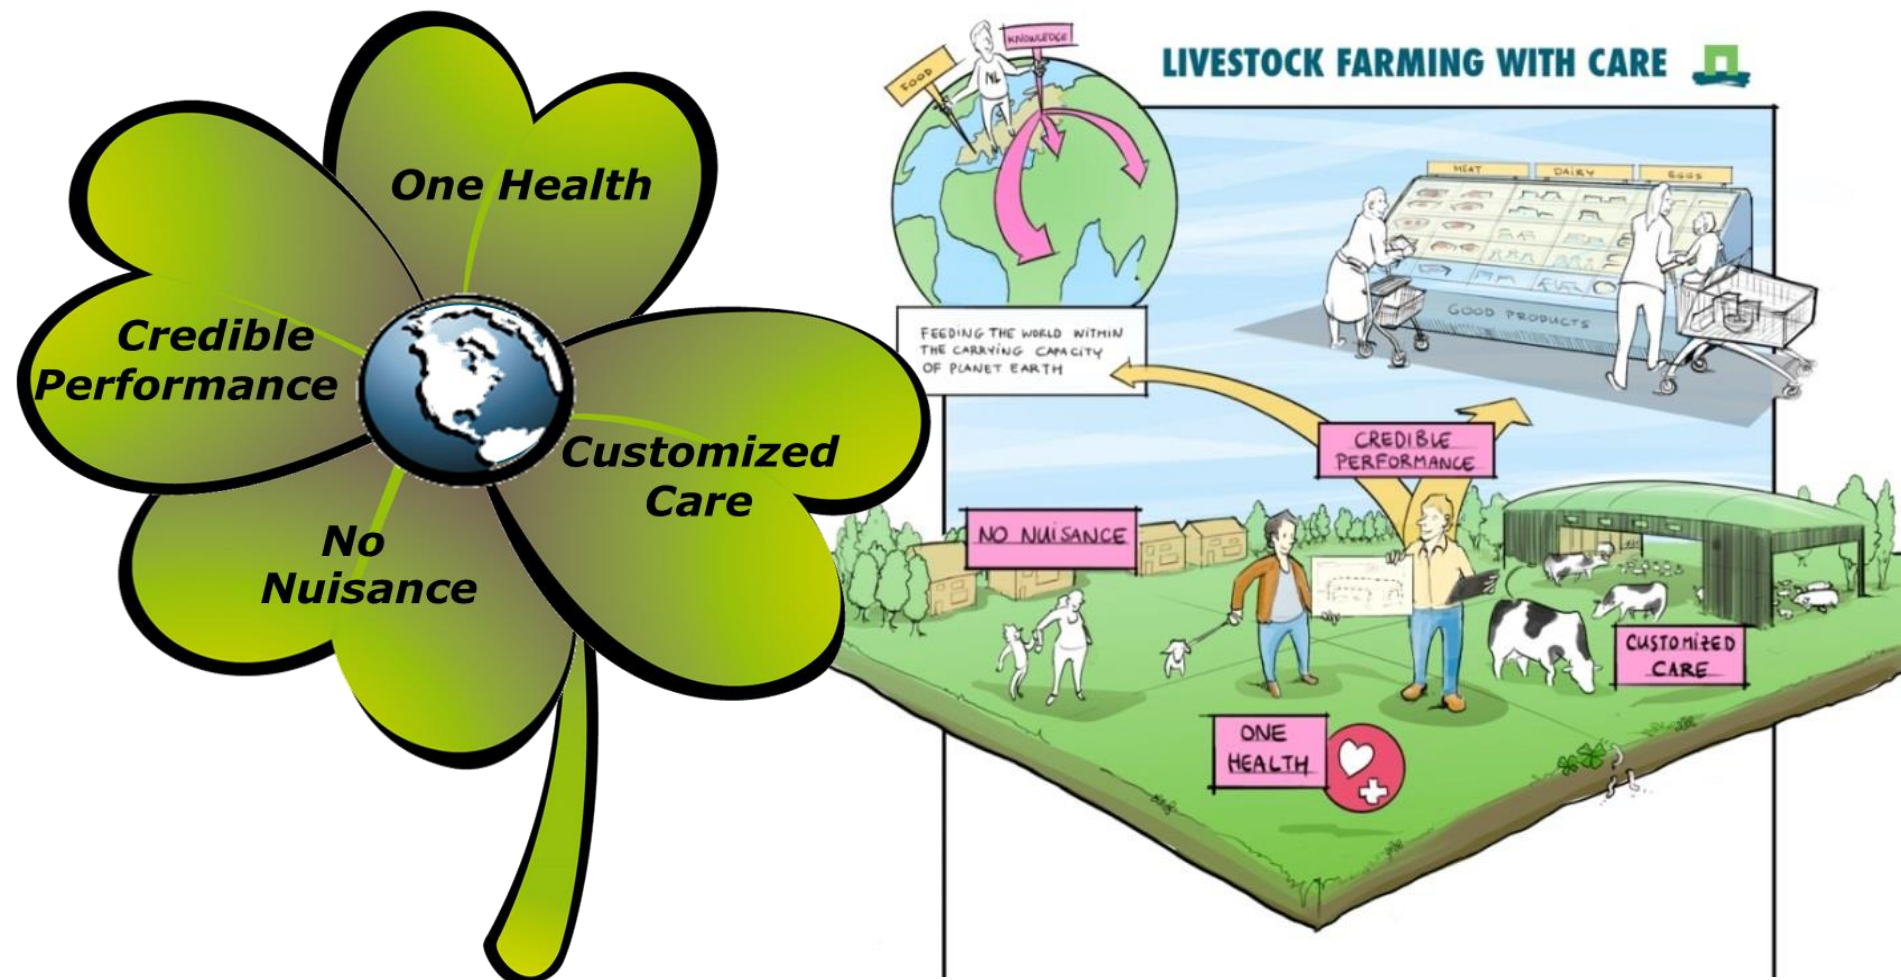 One Health
Credible
Performance
Customized
Care
No
Nuisance
LIVESTOCK FARMING WITH CARE
KNOWLEDGE
FOOD
NL
MEAT
DAIRY
EGGS
GOOD PRODUCTS
FEEDING THE WORLD WITHIN
THE CARRYING CAPACITY
OF PLANET EARTH
CREDIBLE
PERFORMANCE
NO NUISANCE
CUSTOMIZED
CARE
ONE
HEALTH